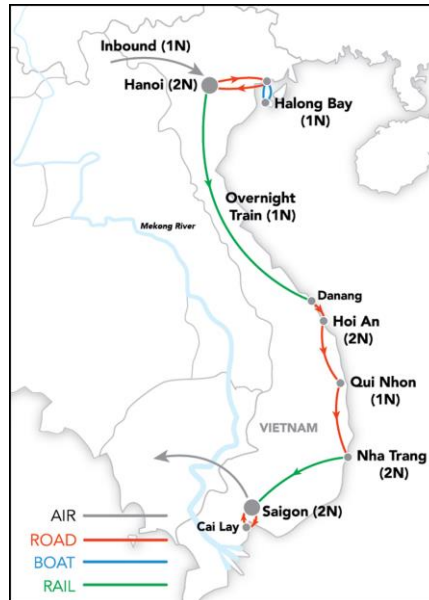 Inbound (1N)
Hanoi (2N)
Halong Bay
(1N)
Overnight
Train (1N)
Mekong River
Danang
Hoi An
(2N)
Qui Nhon
(1N)
VIETNAM
Nha Trang
(2N)
Saigon (2N)
Cai Lay
AIR
ROAD
BOAT
RAIL